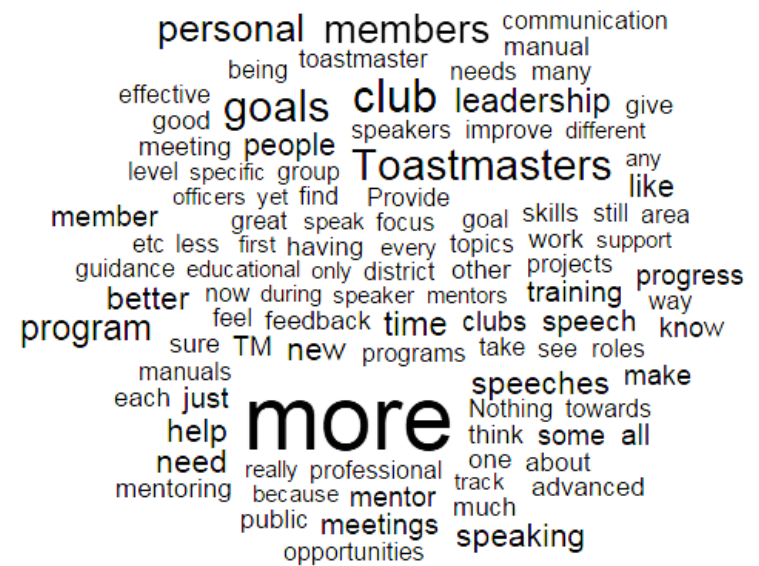 personal members communication
manual
being toastmaster needs many
effective goals club leadership give
good speakers improve different
meeting people Toastmasters any
level specific group like
officers yet find Provide
member great speak focus goal skills still area
etc less first having every topics work support
guidance educational only district other projects progress
better now during speaker mentors training way
program feel feedback time clubs speech know
sure TM new programs take see roles
manuals speeches make
each just more Nothing towards
help think some all
need really professional one about
mentoring because mentor track advanced
much
public meetings speaking
opportunities